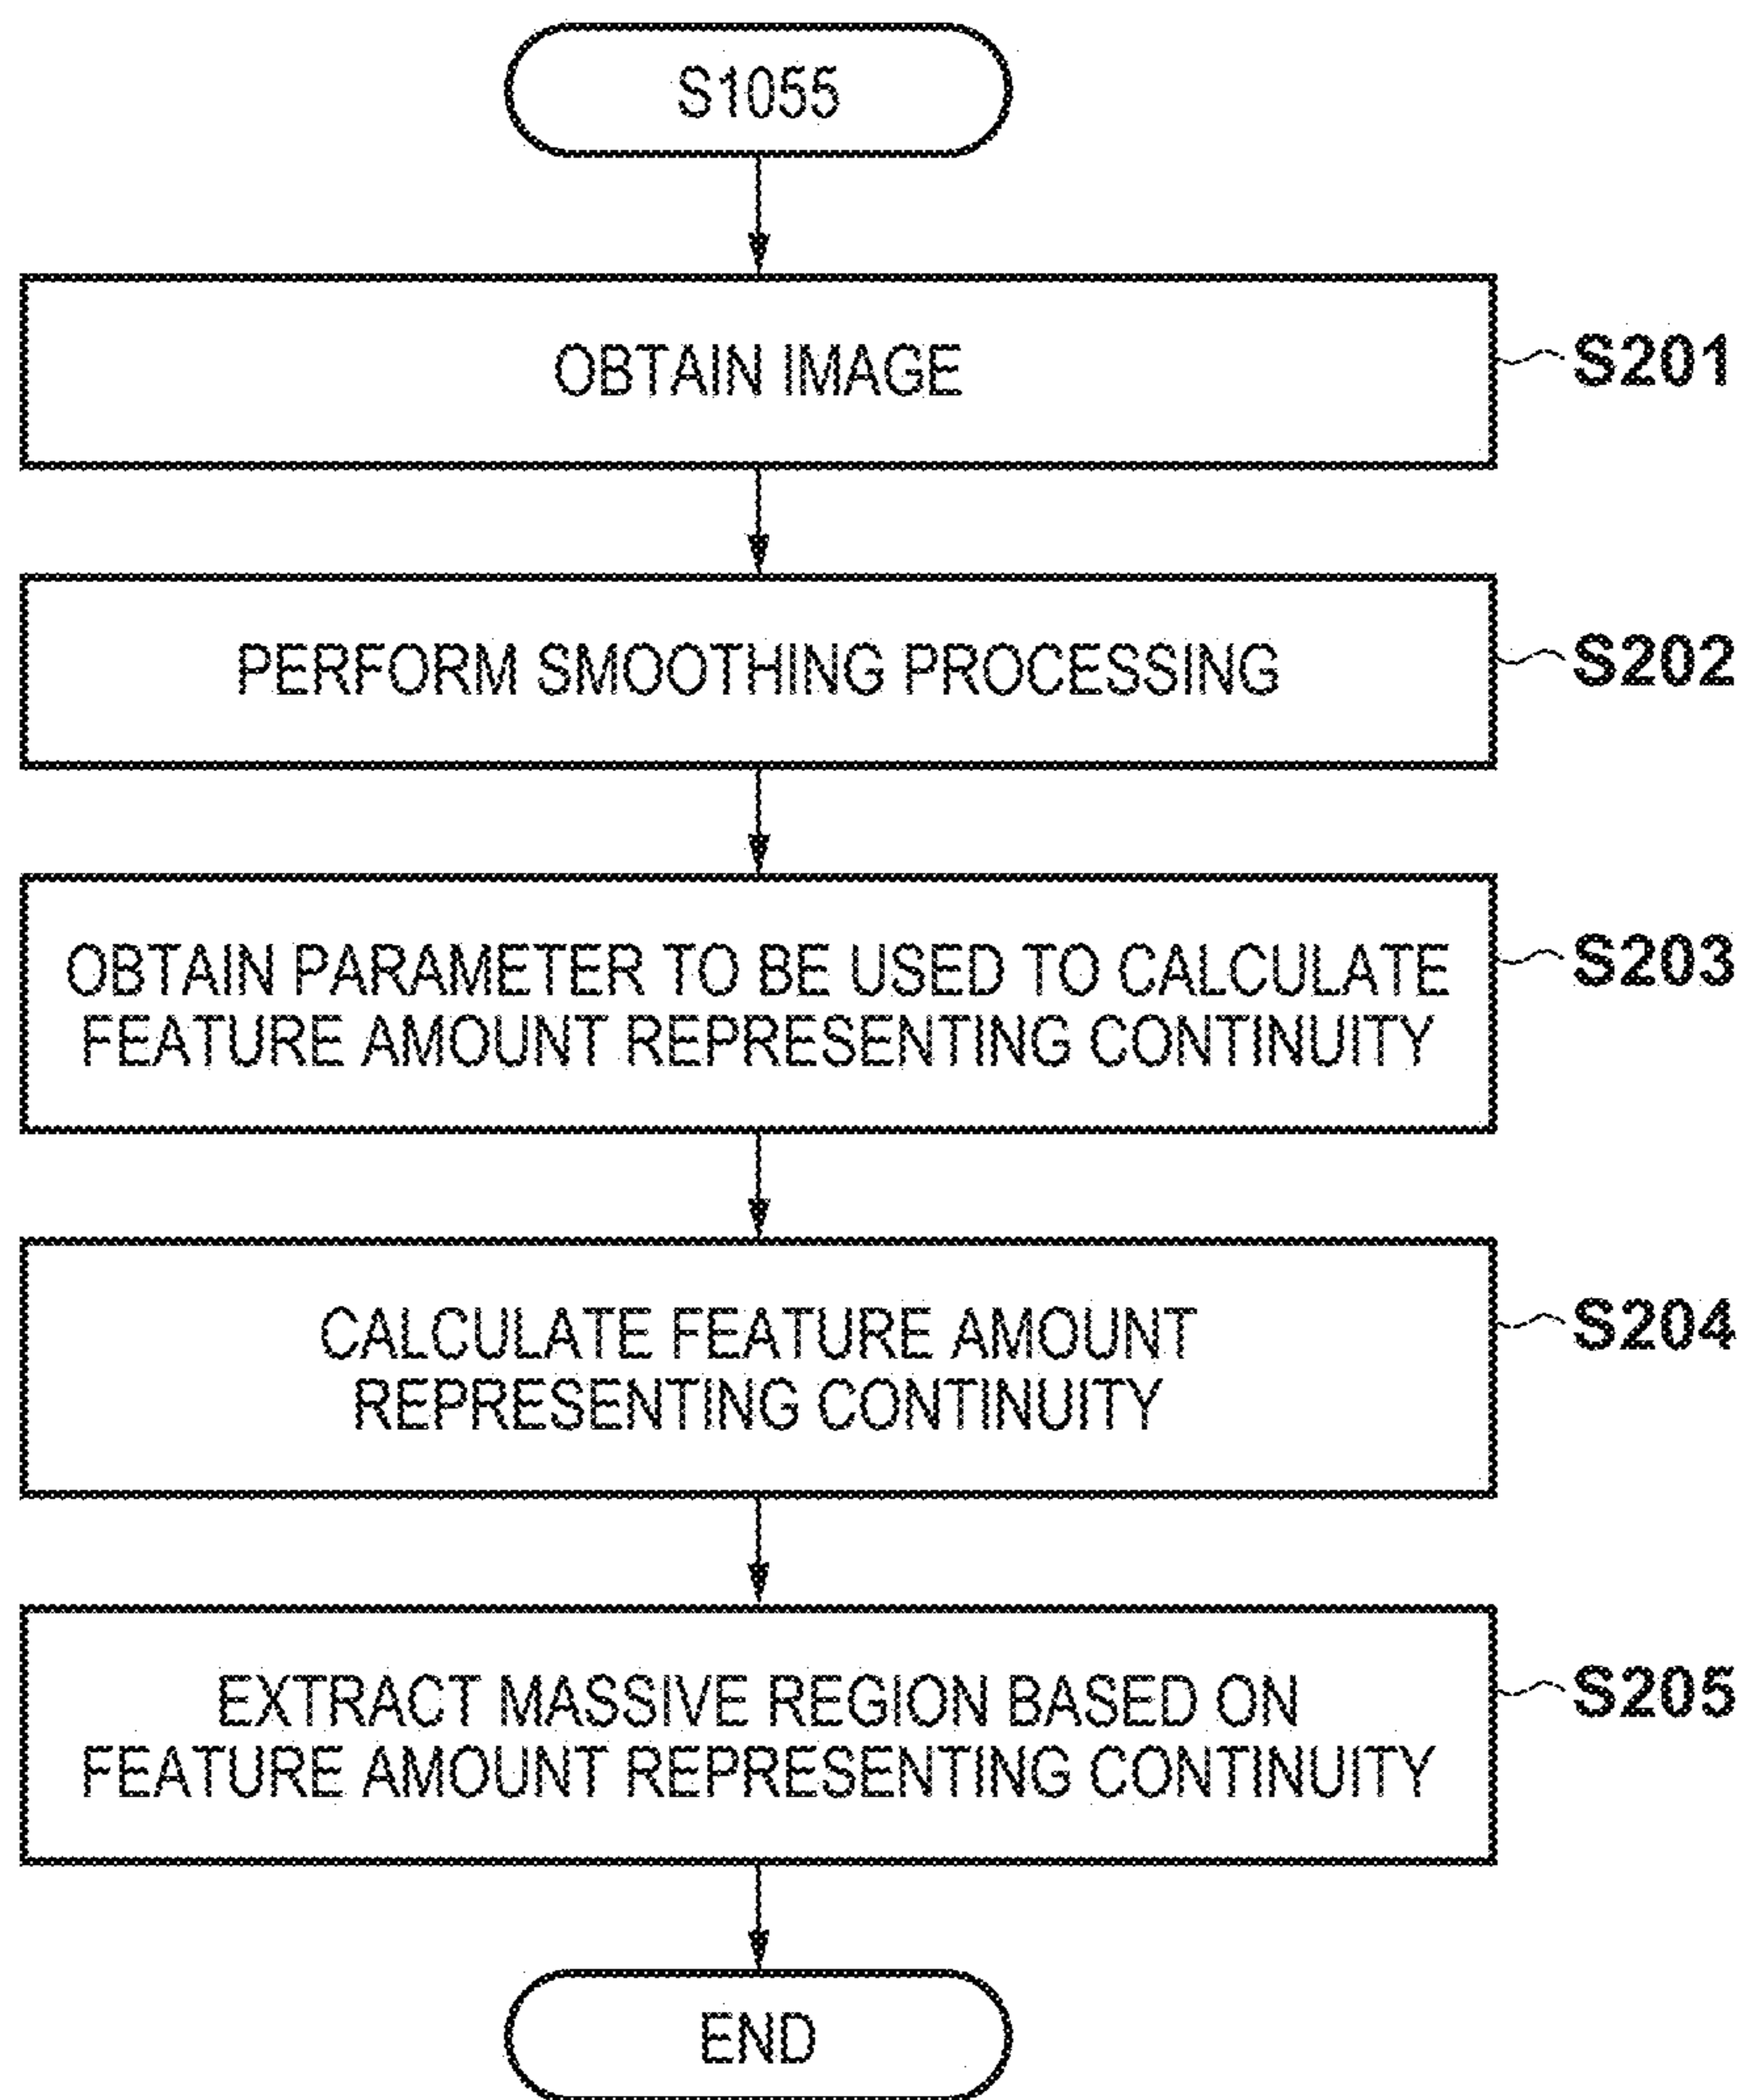 S1055
OBTAIN IMAGE
S201
PERFORM SMOOTHING PROCESSING
S202
OBTAIN PARAMETER TO BE USED TO CALCULATE
FEATURE AMOUNT REPRESENTING CONTINUITY
S203
CALCULATE FEATURE AMOUNT
REPRESENTING CONTINUITY
S204
EXTRACT MASSIVE REGION BASED ON
FEATURE AMOUNT REPRESENTING CONTINUITY
S205
END